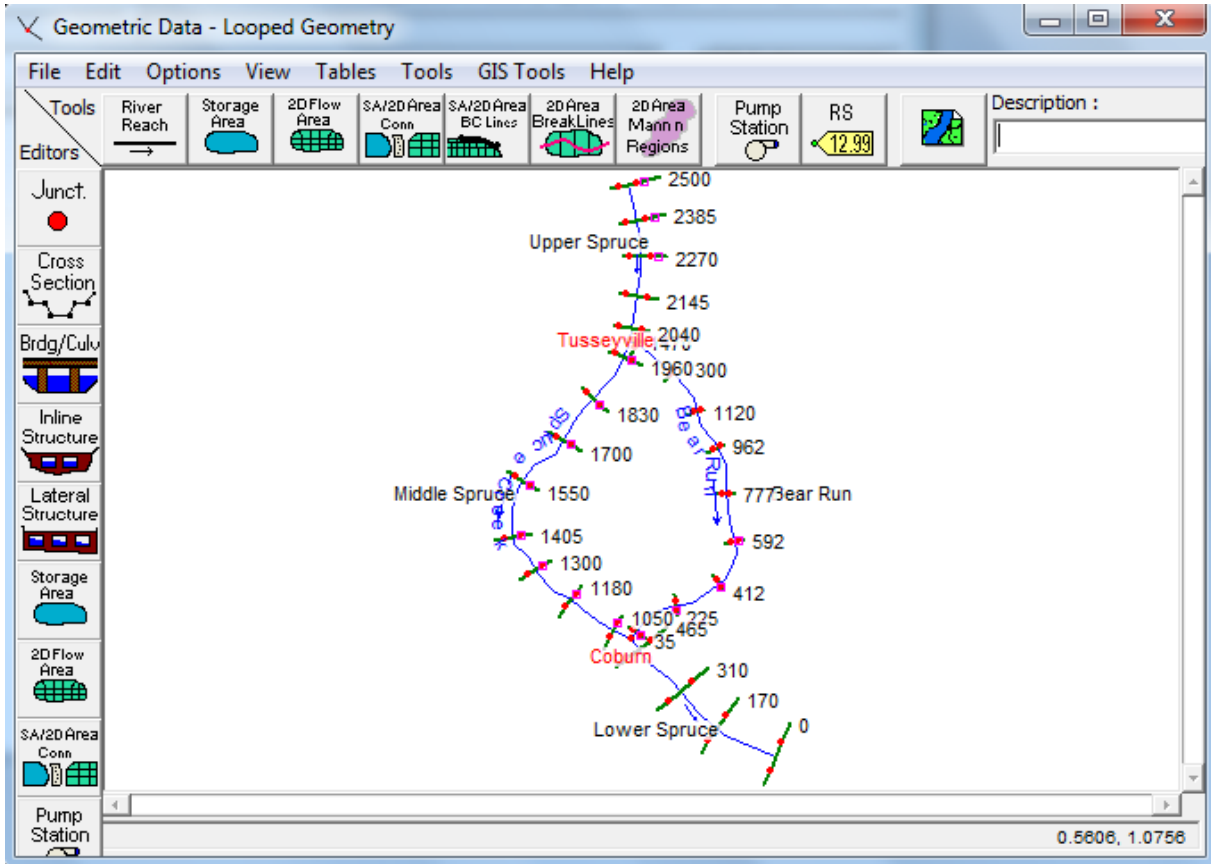 Geometric Data - Looped Geometry
File Edit Options View Tables Tools GIS Tools Help
Tools
Editors
River
Reach
Storage
Area
2D Flow
Area
SA/2D Area
Conn
SA/2D Area
BC Lines
2D Area
BreakLines
2D Area
Mann n
Regions
Pump
Station
RS
12.99
Description :
Junct.
Cross
Section
Brdg/Culv
Inline
Structure
Lateral
Structure
Storage
Area
2D Flow
Area
SA/2D Area
Conn
Pump
Station
2500
2385
Upper Spruce
2270
2145
2040
Tusseyville
1960
300
1830
1120
Spruce Creek
Bear Run
1700
962
Middle Spruce
1550
777
Bear Run
1405
592
1300
1180
412
1050
225
465
35
Coburn
310
170
Lower Spruce
0
0.5606, 1.0756